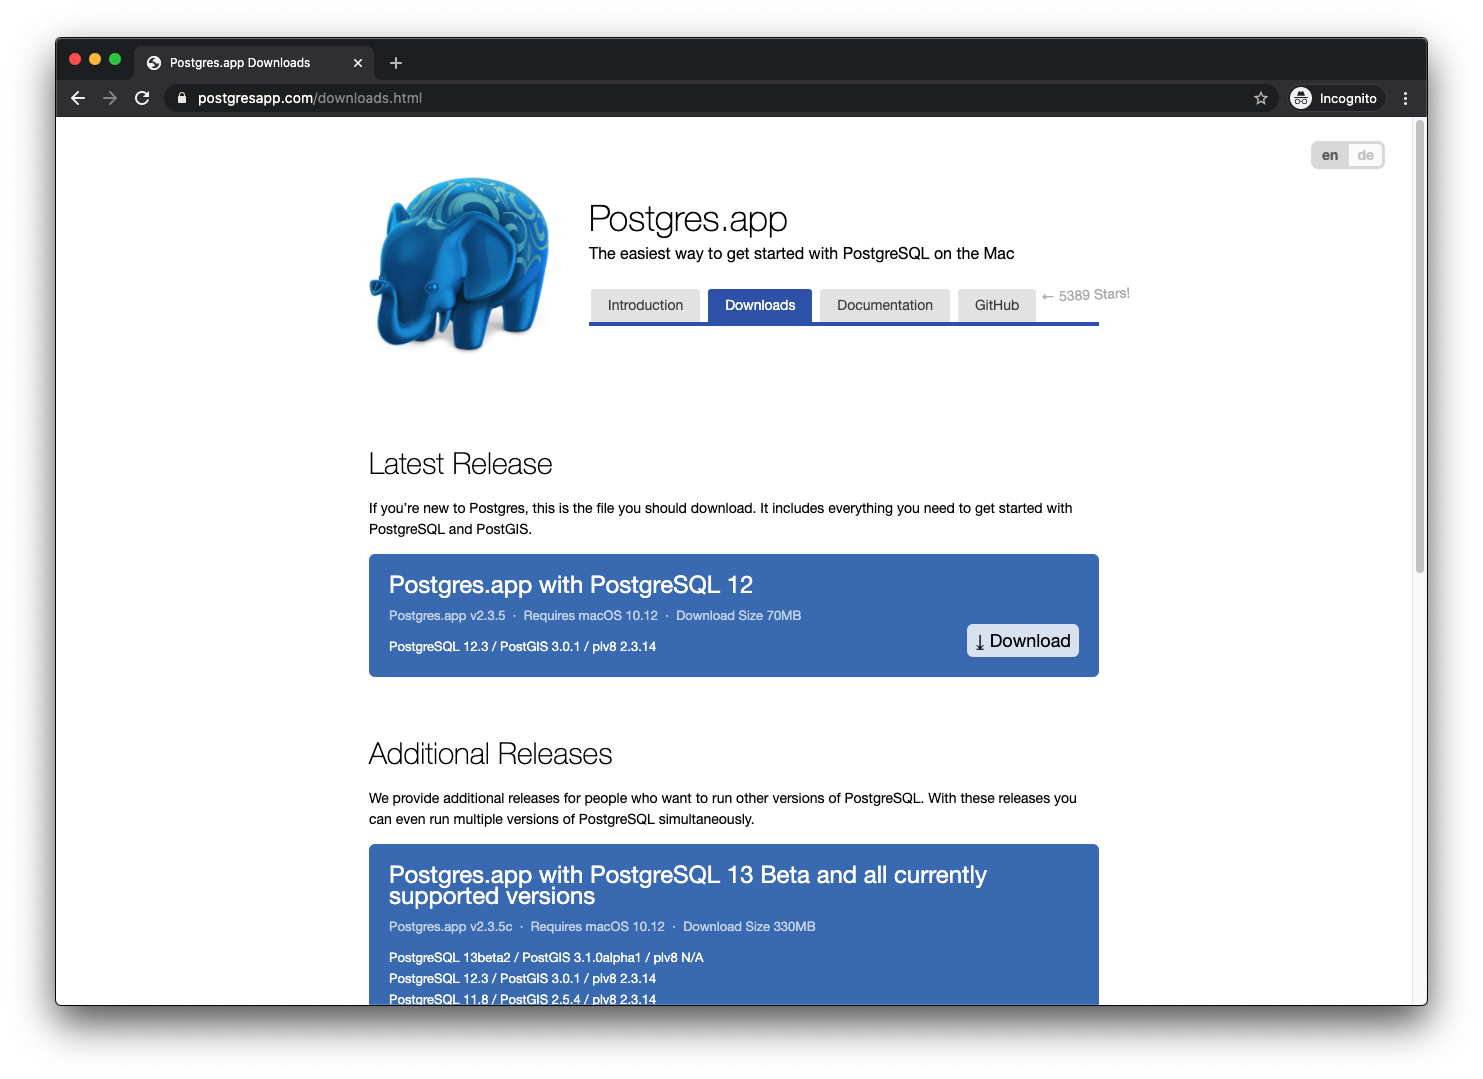 Postgres.app Downloads
postgresapp.com/downloads.html
Incognito
en de
Postgres.app
The easiest way to get started with PostgreSQL on the Mac
Introduction Downloads Documentation GitHub ← 5389 Stars!
Latest Release
If you’re new to Postgres, this is the file you should download. It includes everything you need to get started with
PostgreSQL and PostGIS.
Postgres.app with PostgreSQL 12
Postgres.app v2.3.5 · Requires macOS 10.12 · Download Size 70MB
PostgreSQL 12.3 / PostGIS 3.0.1 / plv8 2.3.14
⤓ Download
Additional Releases
We provide additional releases for people who want to run other versions of PostgreSQL. With these releases you
can even run multiple versions of PostgreSQL simultaneously.
Postgres.app with PostgreSQL 13 Beta and all currently
supported versions
Postgres.app v2.3.5c · Requires macOS 10.12 · Download Size 330MB
PostgreSQL 13beta2 / PostGIS 3.1.0alpha1 / plv8 N/A
PostgreSQL 12.3 / PostGIS 3.0.1 / plv8 2.3.14
PostgreSQL 11.8 / PostGIS 2.5.4 / plv8 2.3.14